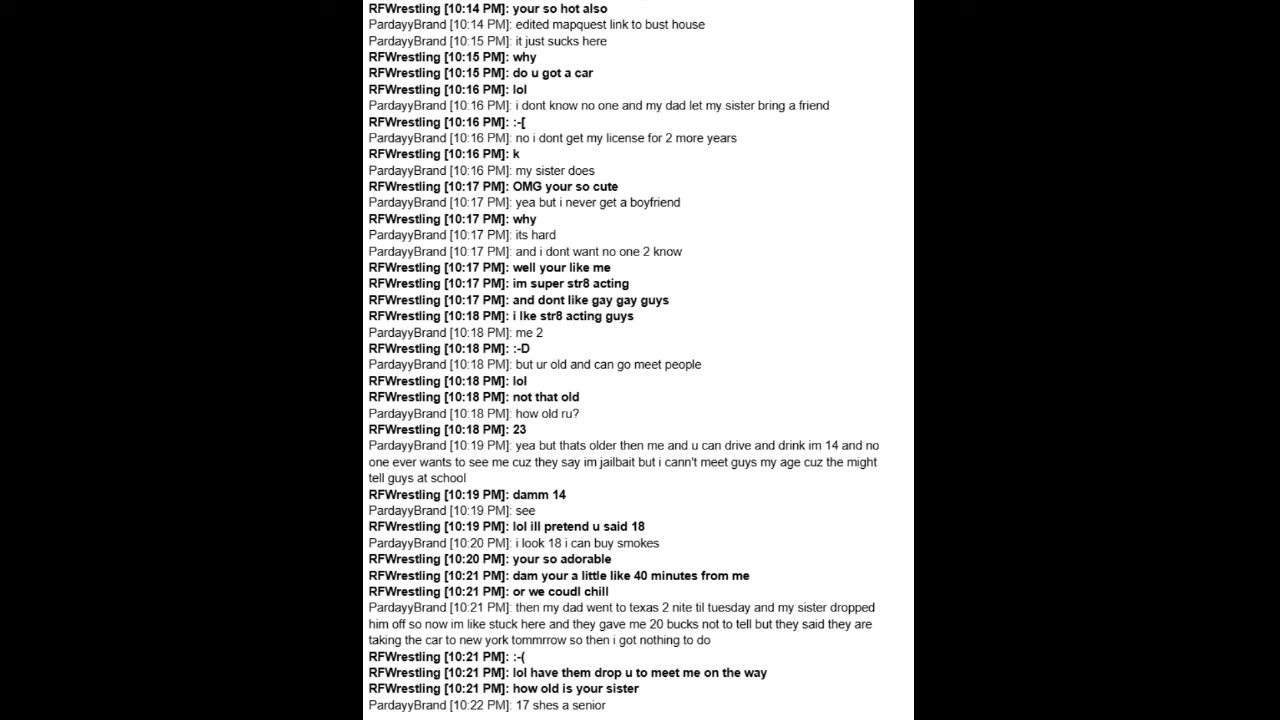 RFWrestling [10:14 PM]: your so hot also
PardayyBrand [10:14 PM]: edited mapquest link to bust house
PardayyBrand [10:15 PM]: it just sucks here
RFWrestling [10:15 PM]: why
RFWrestling [10:15 PM]: do u got a car
RFWrestling [10:16 PM]: lol
PardayyBrand [10:16 PM]: i dont know no one and my dad let my sister bring a friend
RFWrestling [10:16 PM]: :-[
PardayyBrand [10:16 PM]: no i dont get my license for 2 more years
RFWrestling [10:16 PM]: k
PardayyBrand [10:16 PM]: my sister does
RFWrestling [10:17 PM]: OMG your so cute
PardayyBrand [10:17 PM]: yea but i never get a boyfriend
RFWrestling [10:17 PM]: why
PardayyBrand [10:17 PM]: its hard
PardayyBrand [10:17 PM]: and i dont want no one 2 know
RFWrestling [10:17 PM]: well your like me
RFWrestling [10:17 PM]: im super str8 acting
RFWrestling [10:17 PM]: and dont like gay gay guys
RFWrestling [10:18 PM]: i lke str8 acting guys
PardayyBrand [10:18 PM]: me 2
RFWrestling [10:18 PM]: :-D
PardayyBrand [10:18 PM]: but ur old and can go meet people
RFWrestling [10:18 PM]: lol
RFWrestling [10:18 PM]: not that old
PardayyBrand [10:18 PM]: how old ru?
RFWrestling [10:18 PM]: 23
PardayyBrand [10:19 PM]: yea but thats older then me and u can drive and drink im 14 and no
one ever wants to see me cuz they say im jailbait but i cann't meet guys my age cuz the might
tell guys at school
RFWrestling [10:19 PM]: damm 14
PardayyBrand [10:19 PM]: see
RFWrestling [10:19 PM]: lol ill pretend u said 18
PardayyBrand [10:20 PM]: i look 18 i can buy smokes
RFWrestling [10:20 PM]: your so adorable
RFWrestling [10:21 PM]: dam your a little like 40 minutes from me
RFWrestling [10:21 PM]: or we coudl chill
PardayyBrand [10:21 PM]: then my dad went to texas 2 nite til tuesday and my sister dropped
him off so now im like stuck here and they gave me 20 bucks not to tell but they said they are
taking the car to new york tommrrow so then i got nothing to do
RFWrestling [10:21 PM]: :-(
RFWrestling [10:21 PM]: lol have them drop u to meet me on the way
RFWrestling [10:21 PM]: how old is your sister
PardayyBrand [10:22 PM]: 17 shes a senior